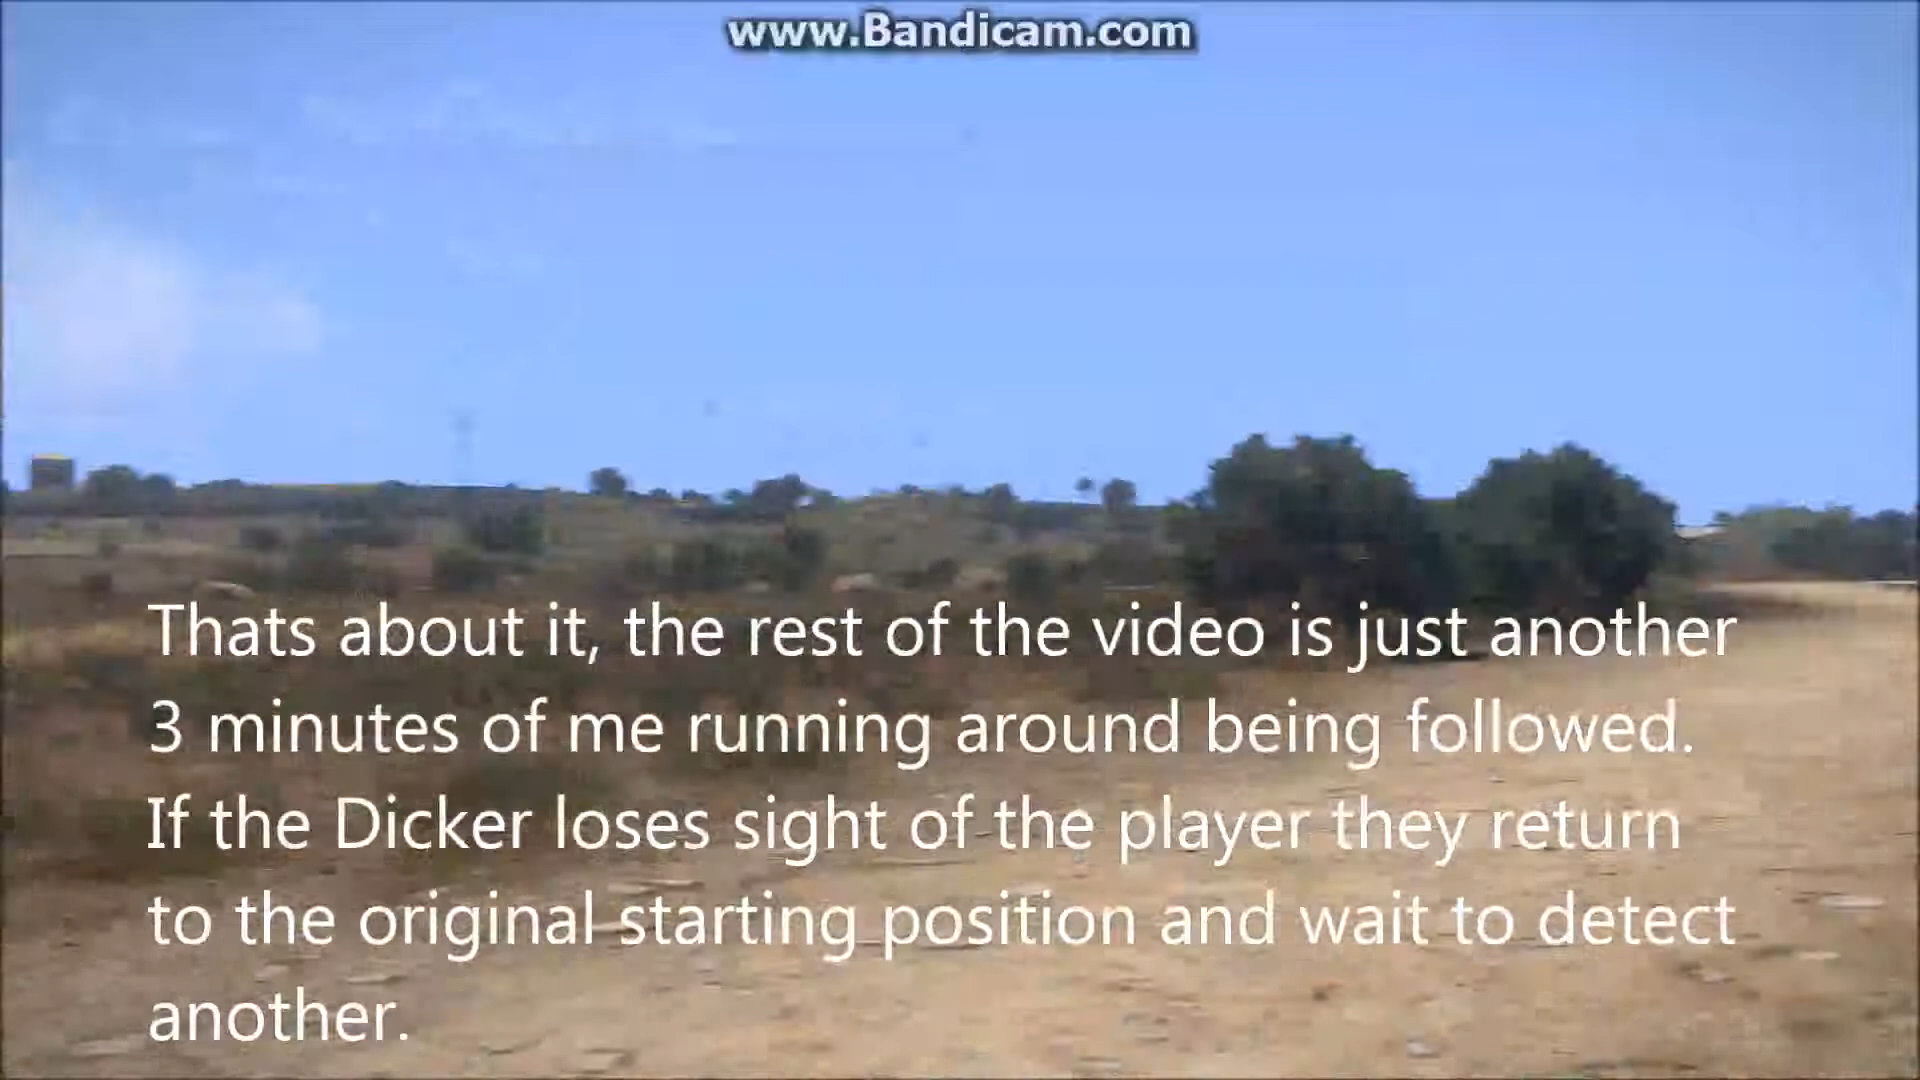 www.Bandicam.com
Thats about it, the rest of the video is just another
3 minutes of me running around being followed.
If the Dicker loses sight of the player they return
to the original starting position and wait to detect
another.